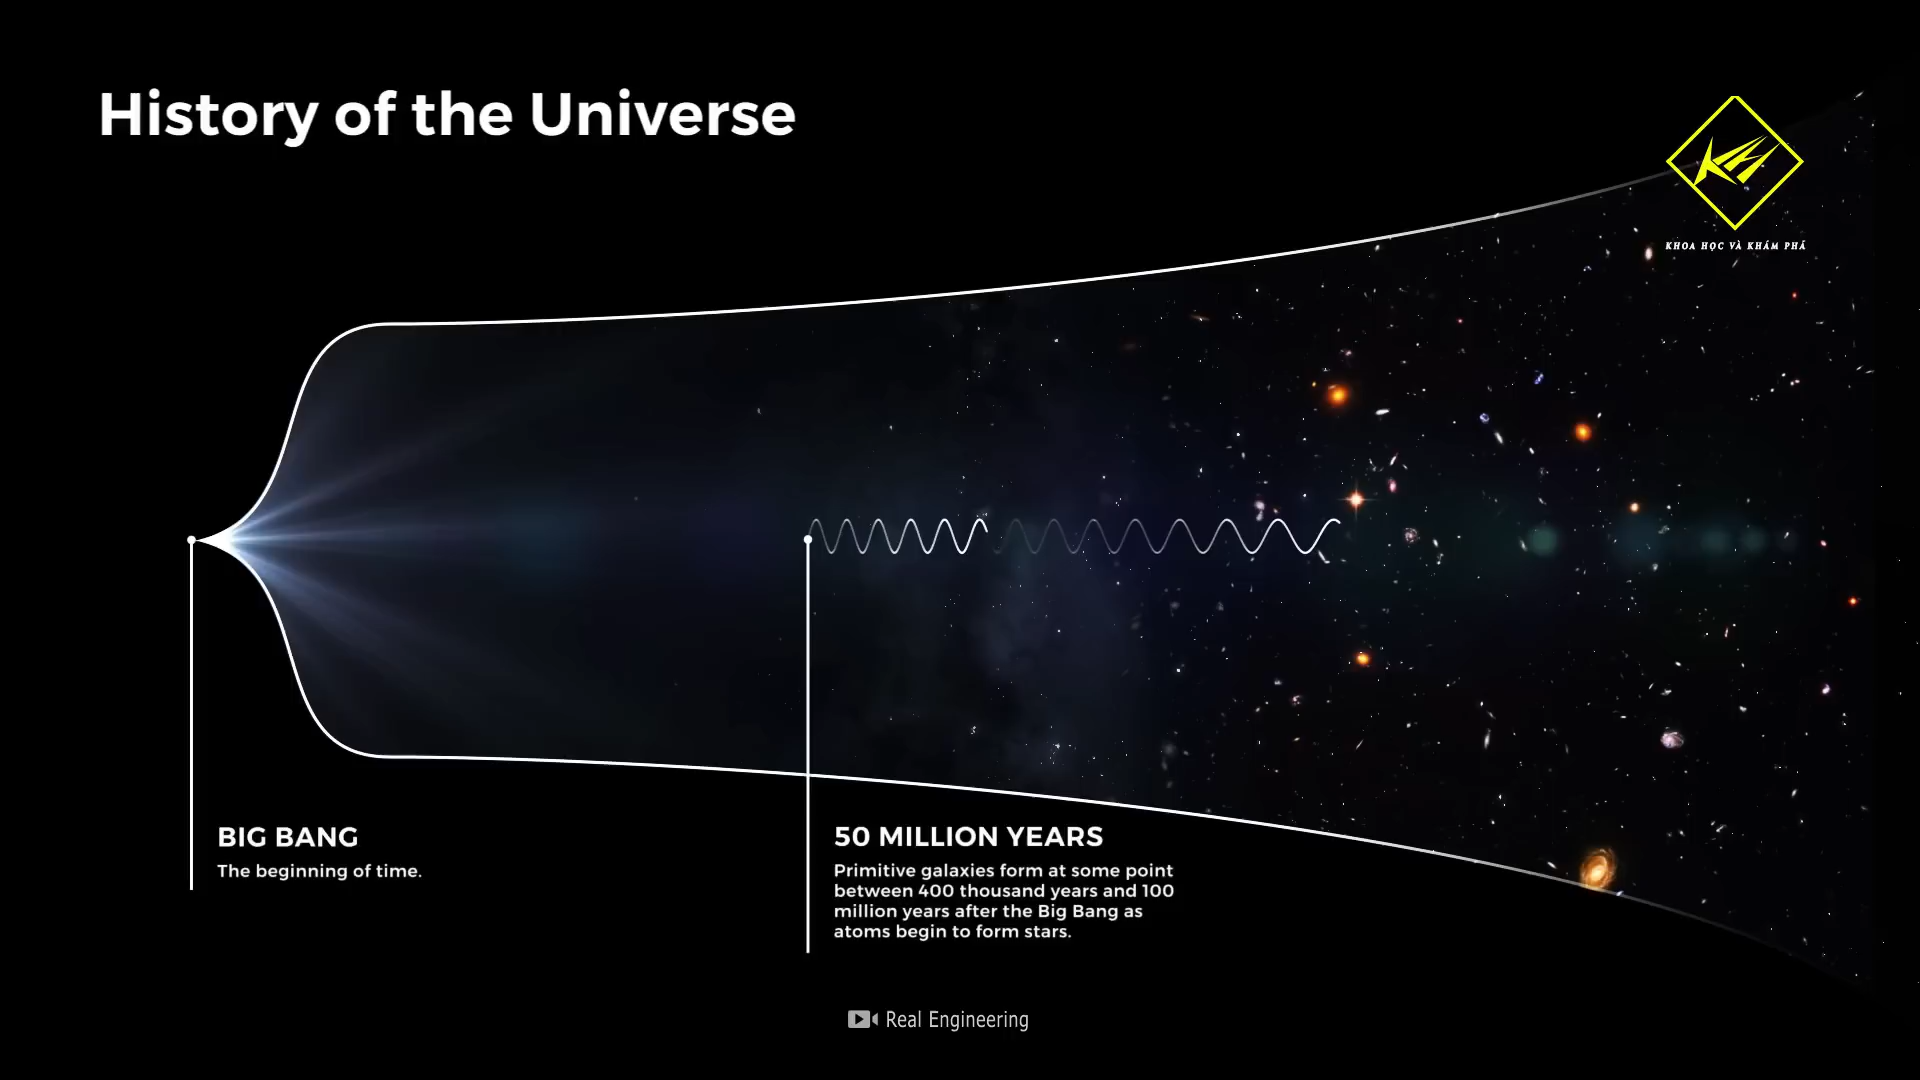 History of the Universe
KHOA HỌC VÀ KHÁM PHÁ
BIG BANG
The beginning of time.
50 MILLION YEARS
Primitive galaxies form at some point
between 400 thousand years and 100
million years after the Big Bang as
atoms begin to form stars.
Real Engineering